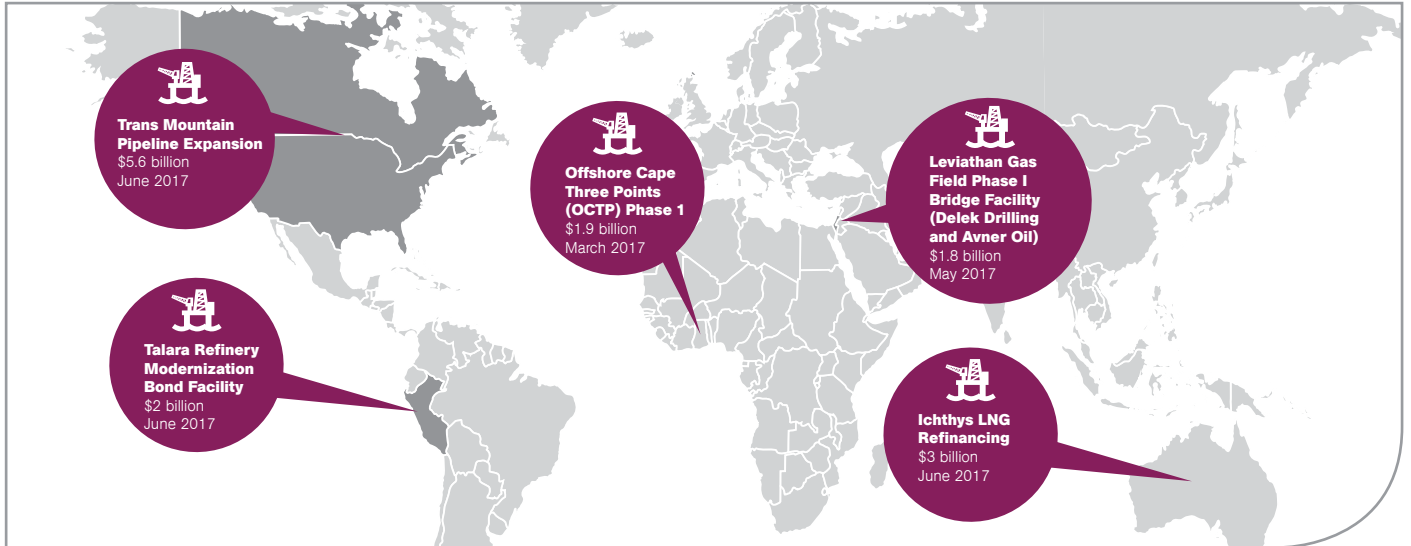 Trans Mountain
Pipeline Expansion
$5.6 billion
June 2017
Offshore Cape
Three Points
(OCTP) Phase 1
$1.9 billion
March 2017
Leviathan Gas
Field Phase I
Bridge Facility
(Delek Drilling
and Avner Oil)
$1.8 billion
May 2017
Talara Refinery
Modernization
Bond Facility
$2 billion
June 2017
Ichthys LNG
Refinancing
$3 billion
June 2017